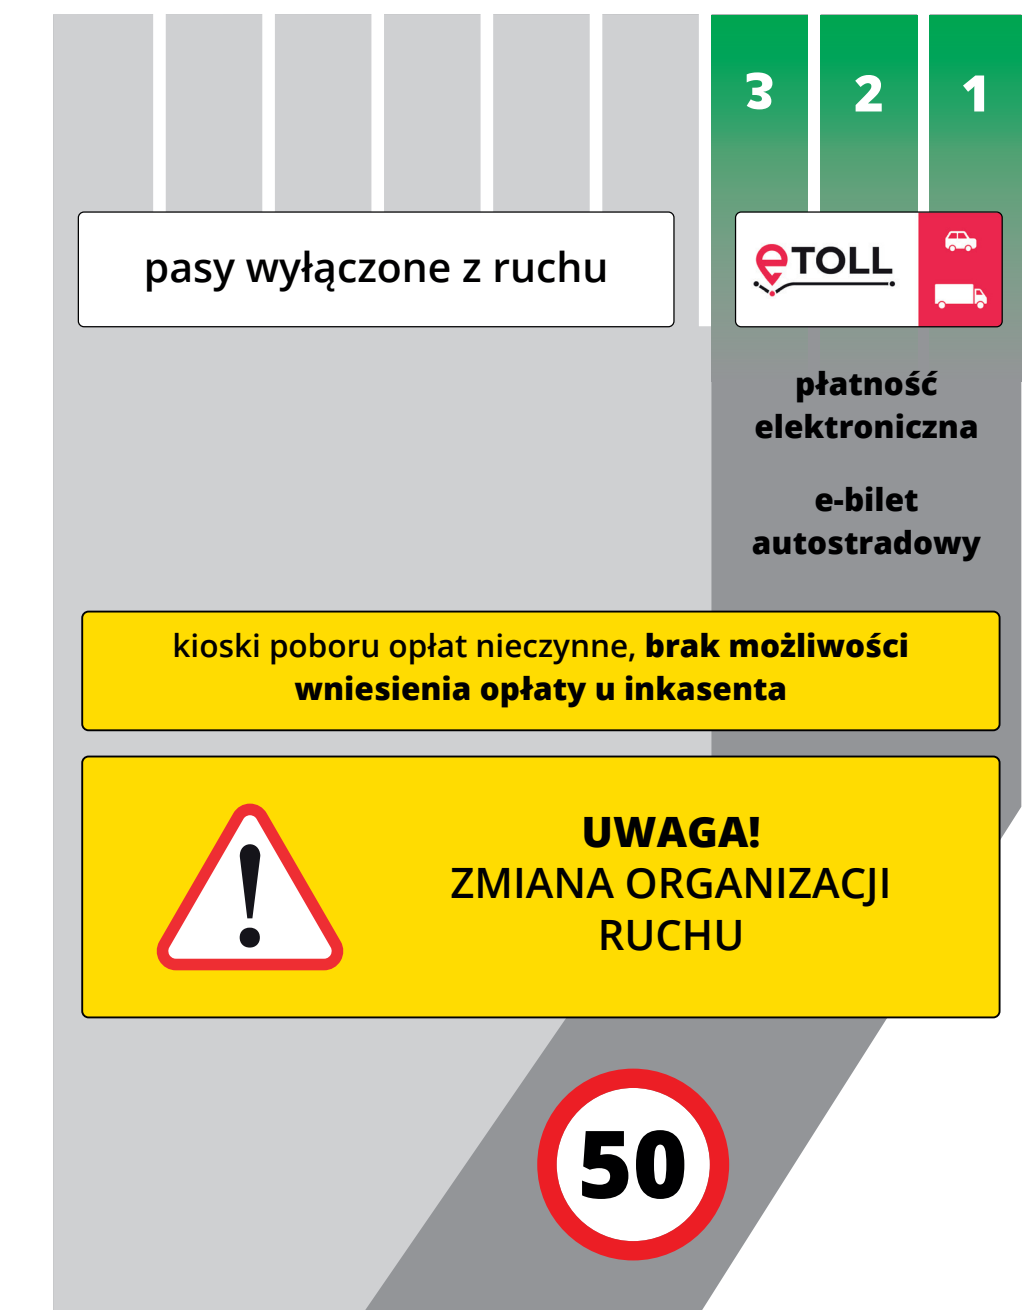 3 2 1
pasy wyłączone z ruchu
eTOLL
płatność
elektroniczna
e-bilet
autostradowy
kioski poboru opłat nieczynne, brak możliwości
wniesienia opłaty u inkasenta
UWAGA!
ZMIANA ORGANIZACJI
RUCHU
50